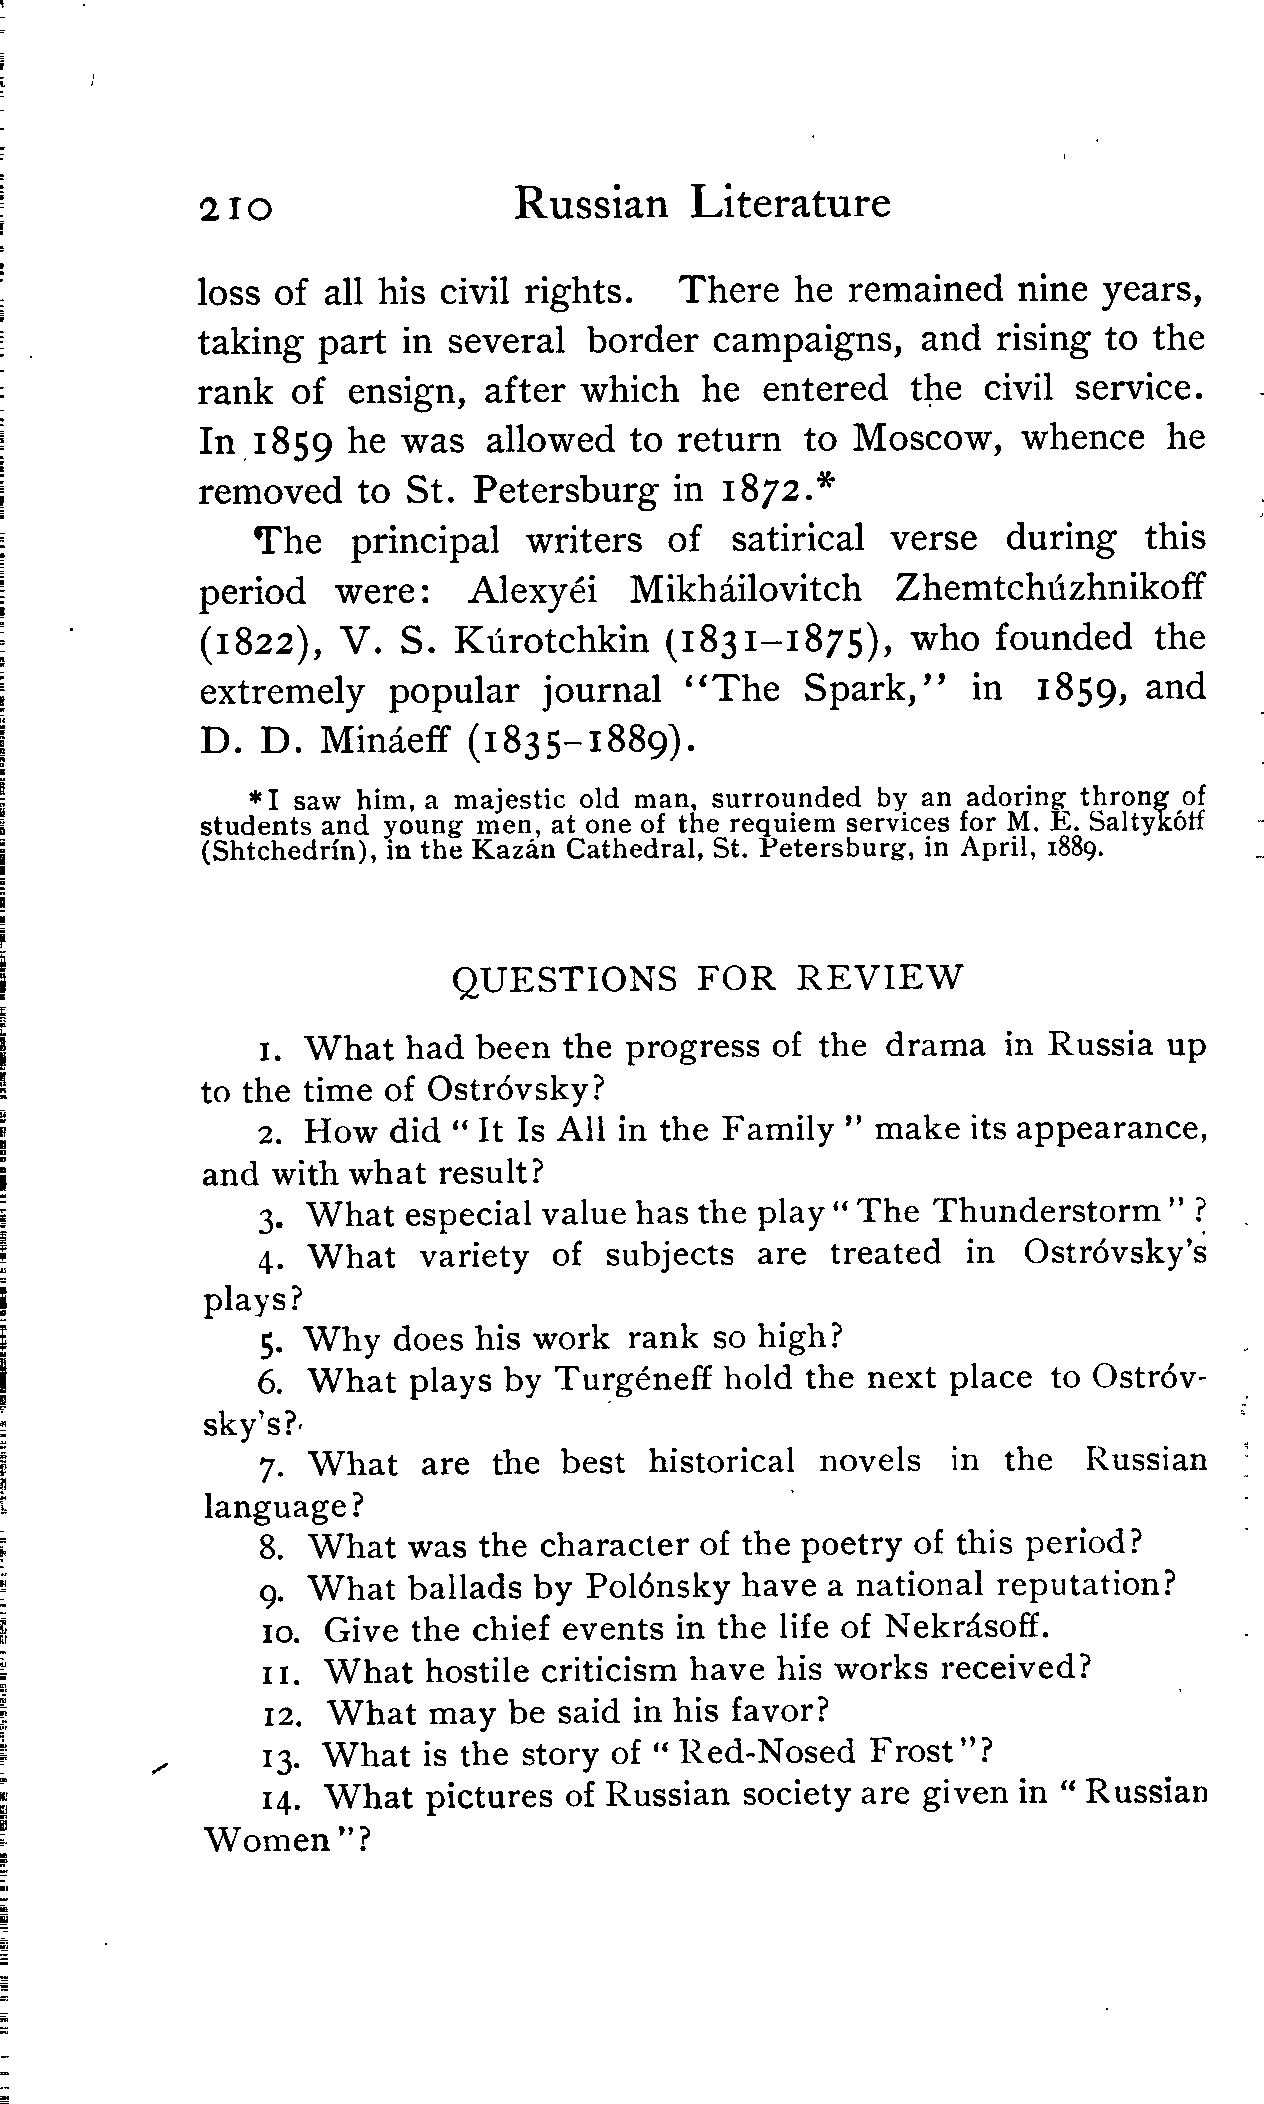 210 Russian Literature
loss of all his civil rights. There he remained nine years,
taking part in several border campaigns, and rising to the
rank of ensign, after which he entered the civil service.
In 1859 he was allowed to return to Moscow, whence he
removed to St. Petersburg in 1872.*
The principal writers of satirical verse during this
period were: Alexyéi Mikháilovitch Zhemtchúzhnikoff
(1822), V. S. Kúrotchkin (1831–1875), who founded the
extremely popular journal "The Spark," in 1859, and
D. D. Mináeff (1835–1889).
*I saw him, a majestic old man, surrounded by an adoring throng of
students and young men, at one of the requiem services for M. E. Saltykóff
(Shtchedrín), in the Kazán Cathedral, St. Petersburg, in April, 1889.
QUESTIONS FOR REVIEW
1. What had been the progress of the drama in Russia up
to the time of Ostróvsky?
2. How did "It Is All in the Family" make its appearance,
and with what result?
3. What especial value has the play "The Thunderstorm"?
4. What variety of subjects are treated in Ostróvsky's
plays?
5. Why does his work rank so high?
6. What plays by Turgéneff hold the next place to Ostróv-
sky's?
7. What are the best historical novels in the Russian
language?
8. What was the character of the poetry of this period?
9. What ballads by Polónsky have a national reputation?
10. Give the chief events in the life of Nekrásoff.
11. What hostile criticism have his works received?
12. What may be said in his favor?
13. What is the story of "Red-Nosed Frost"?
14. What pictures of Russian society are given in "Russian
Women"?